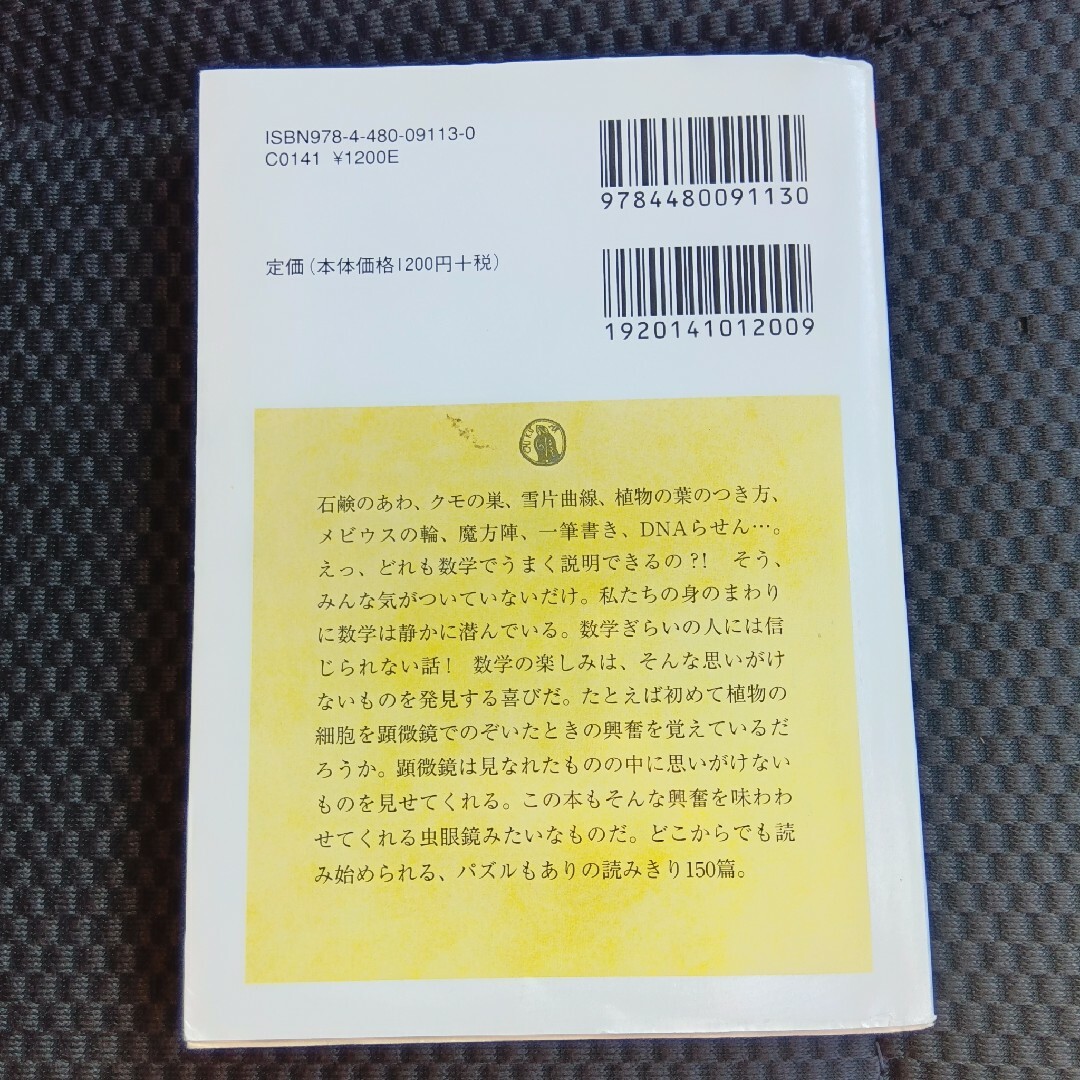 ISBN978-4-480-09113-0
C0141 ¥1200E
9784480091130
定価(本体価格1200円+税)
1920141012009
石鹸のあわ、クモの巣、雪片曲線、植物の葉のつき方、
メビウスの輪、魔方陣、一筆書き、DNAらせん…。
えっ、どれも数学でうまく説明できるの?! そう、
みんな気がついていないだけ。私たちの身のまわり
に数学は静かに潜んでいる。数学ぎらいの人には信
じられない話! 数学の楽しみは、そんな思いがけ
ないものを発見する喜びだ。たとえば初めて植物の
細胞を顕微鏡でのぞいたときの興奮を覚えているだ
ろうか。顕微鏡は見なれたものの中に思いがけない
ものを見せてくれる。この本もそんな興奮を味わわ
せてくれる虫眼鏡みたいなものだ。どこからでも読
み始められる、パズルもありの読みきり150篇。